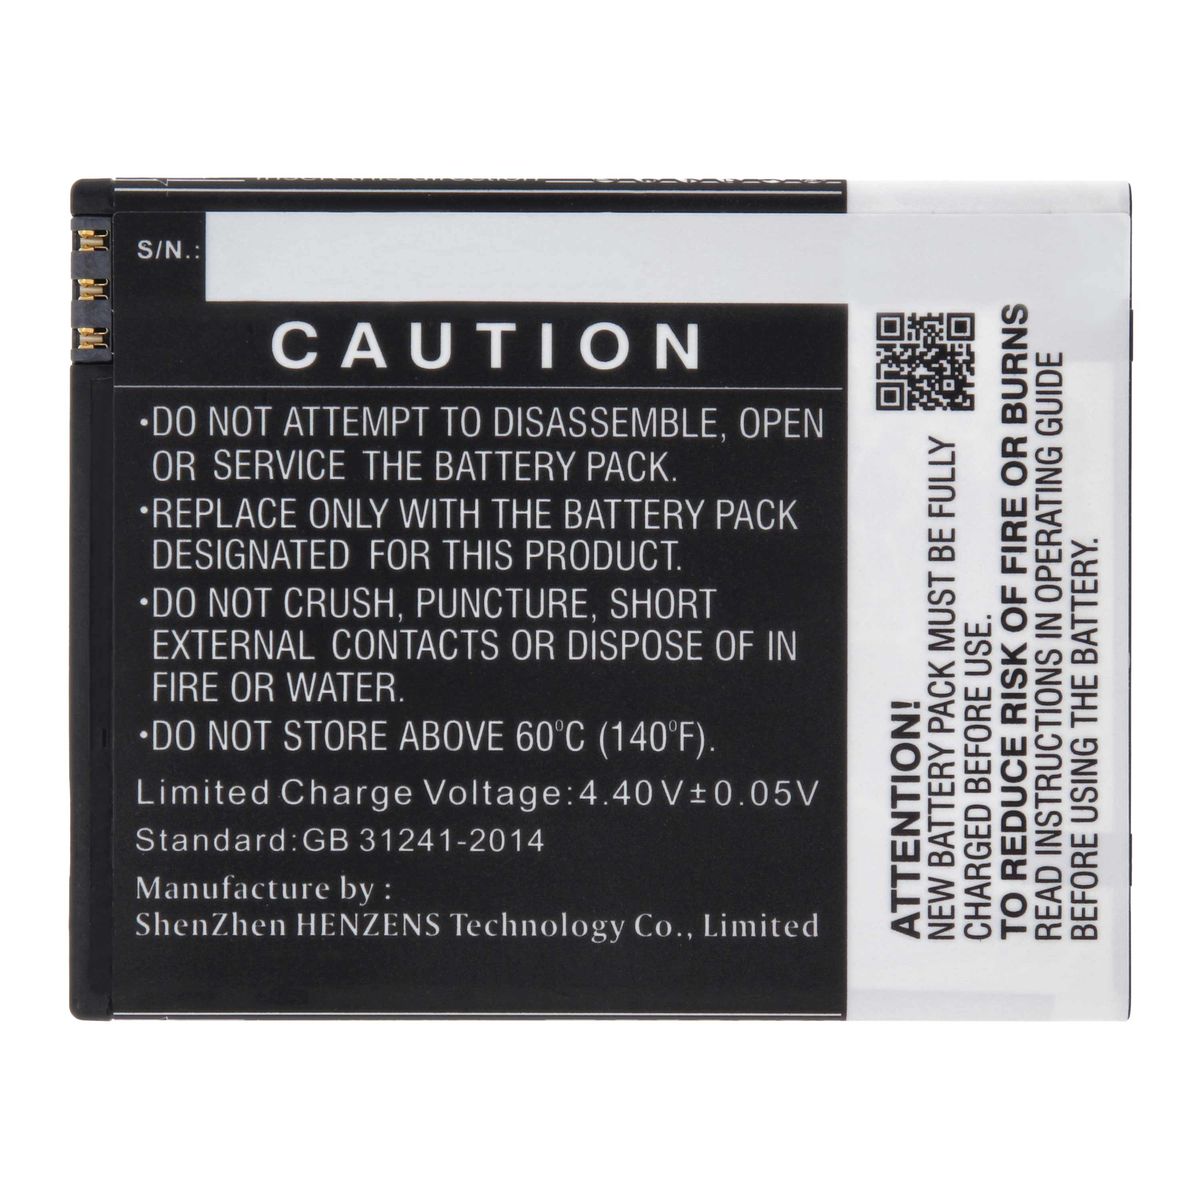 S/N.:
CAUTION
•DO NOT ATTEMPT TO DISASSEMBLE, OPEN
OR SERVICE THE BATTERY PACK.
•REPLACE ONLY WITH THE BATTERY PACK
DESIGNATED FOR THIS PRODUCT.
•DO NOT CRUSH, PUNCTURE, SHORT
EXTERNAL CONTACTS OR DISPOSE OF IN
FIRE OR WATER.
•DO NOT STORE ABOVE 60°C (140°F).
Limited Charge Voltage:4.40V±0.05V
Standard:GB 31241-2014
Manufacture by :
ShenZhen HENZENS Technology Co., Limited
ATTENTION!
NEW BATTERY PACK MUST BE FULLY
CHARGED BEFORE USE.
TO REDUCE RISK OF FIRE OR BURNS
READ INSTRUCTIONS IN OPERATING GUIDE
BEFORE USING THE BATTERY.